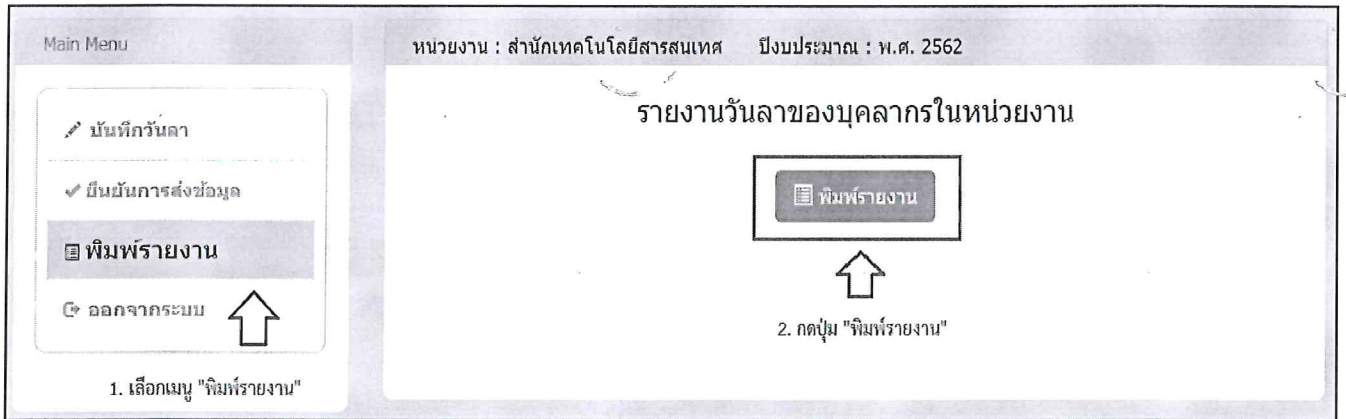 Main Menu
บันทึกวันลา
ยืนยันการส่งข้อมูล
พิมพ์รายงาน
ออกจากระบบ
1. เลือกเมนู "พิมพ์รายงาน"
หน่วยงาน : สำนักเทคโนโลยีสารสนเทศ ปีงบประมาณ : พ.ศ. 2562
รายงานวันลาของบุคลากรในหน่วยงาน
พิมพ์รายงาน
2. กดปุ่ม "พิมพ์รายงาน"